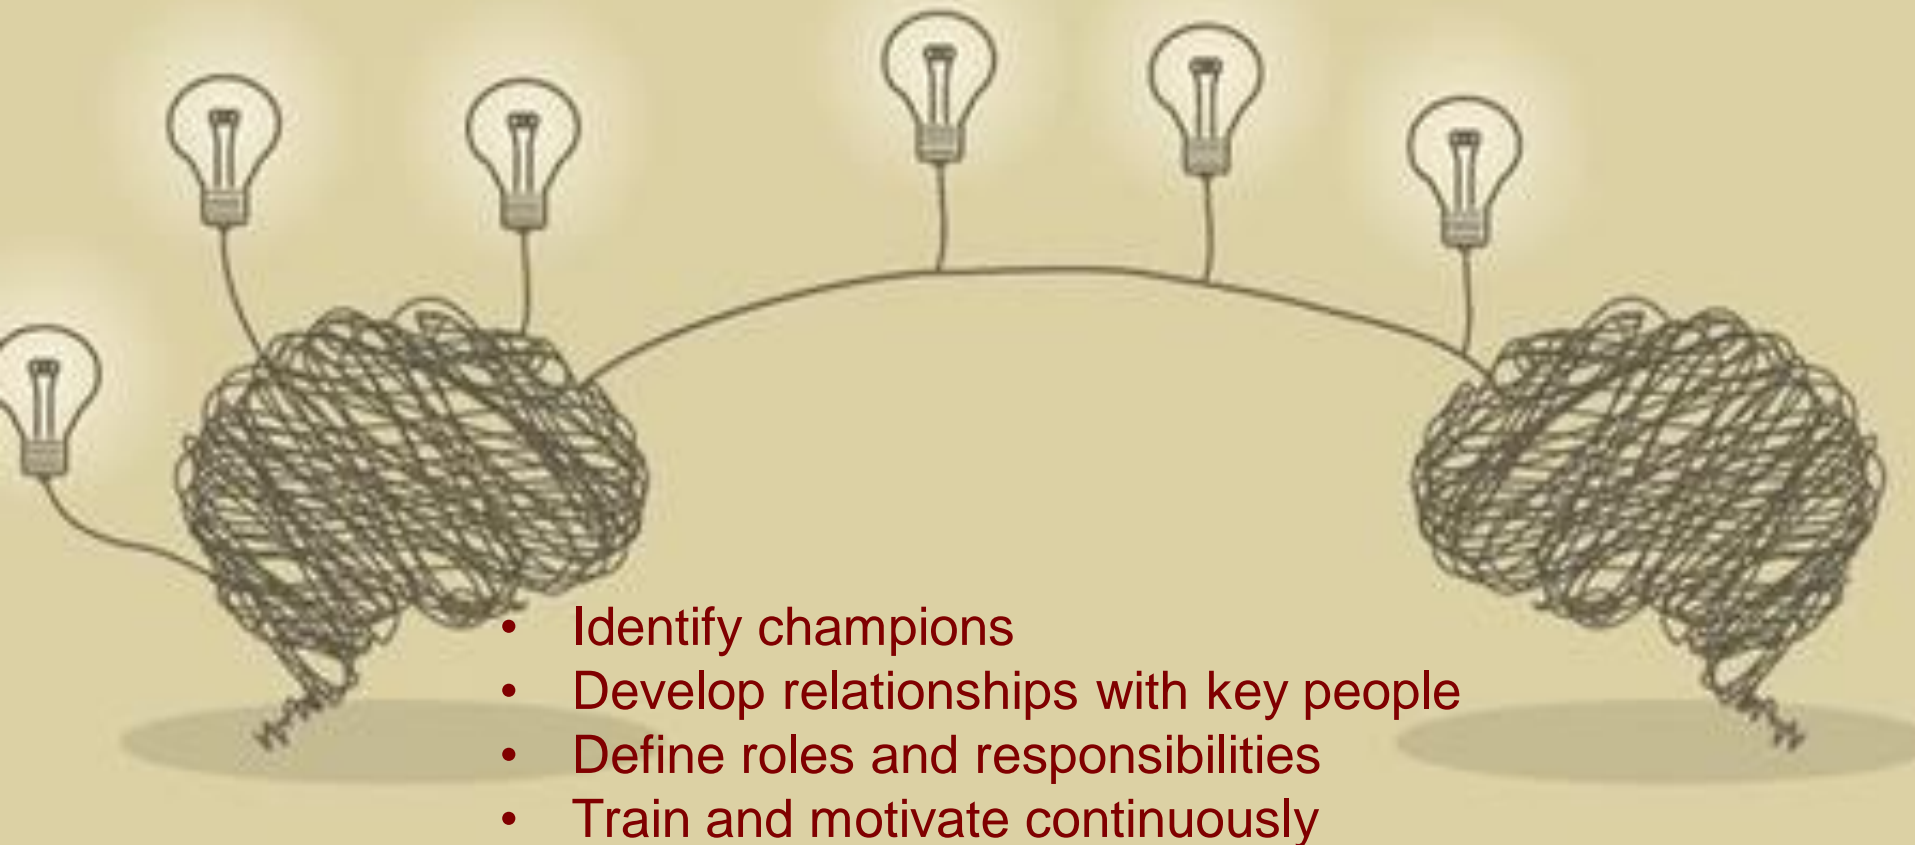 • Identify champions
• Develop relationships with key people
• Define roles and responsibilities
• Train and motivate continuously